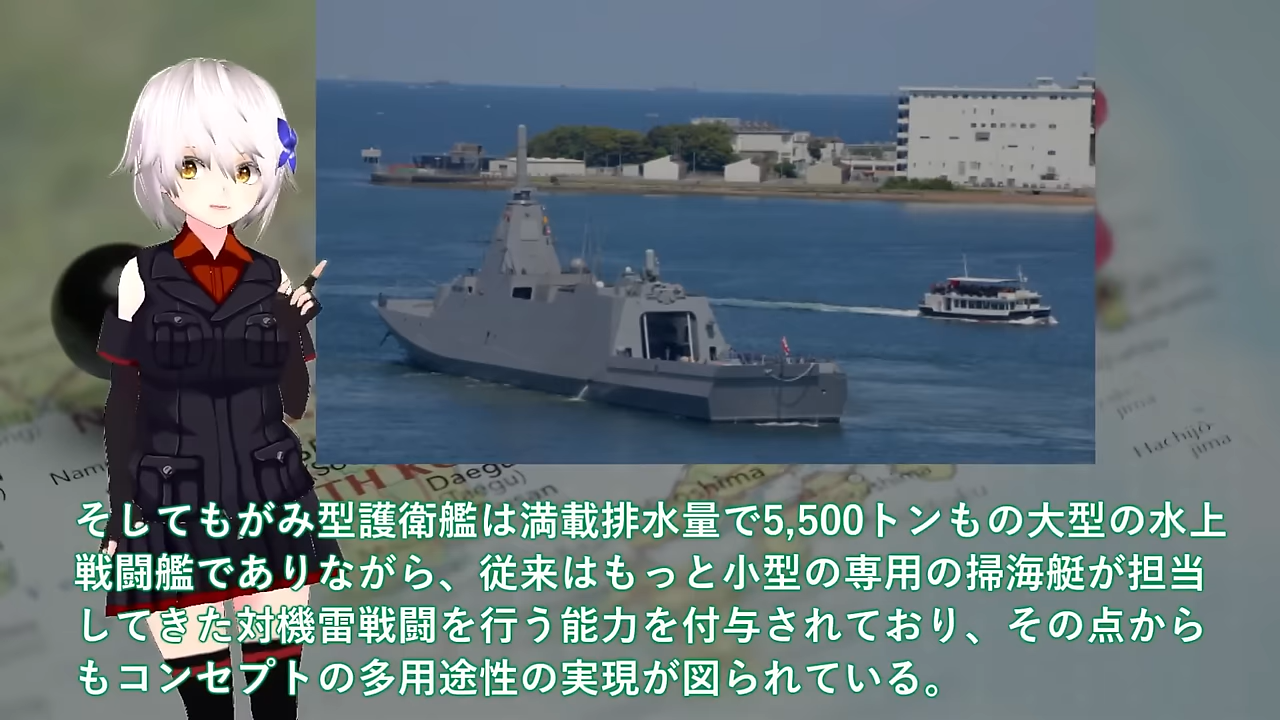 Hachijō-
jima
jima
Daegu
(Daegu)
そしてもがみ型護衛艦は満載排水量で5,500トンもの大型の水上
戦闘艦でありながら、従来はもっと小型の専用の掃海艇が担当
してきた対機雷戦闘を行う能力を付与されており、その点から
もコンセプトの多用途性の実現が図られている。